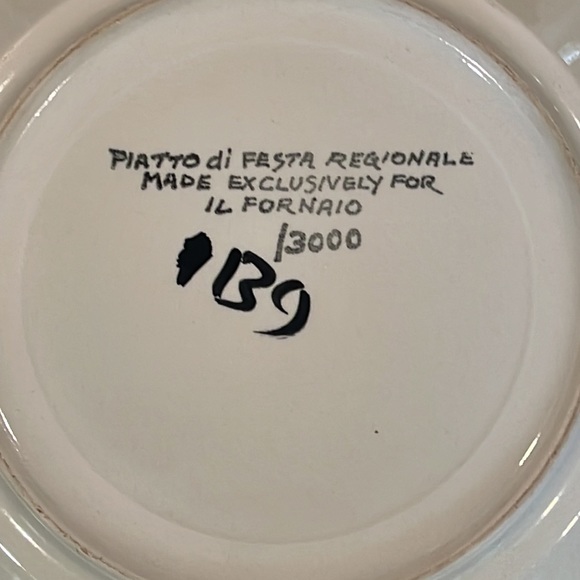 PIATTO di FESTA REGIONALE
MADE EXCLUSIVELY FOR
IL FORNAIO
/3000
139